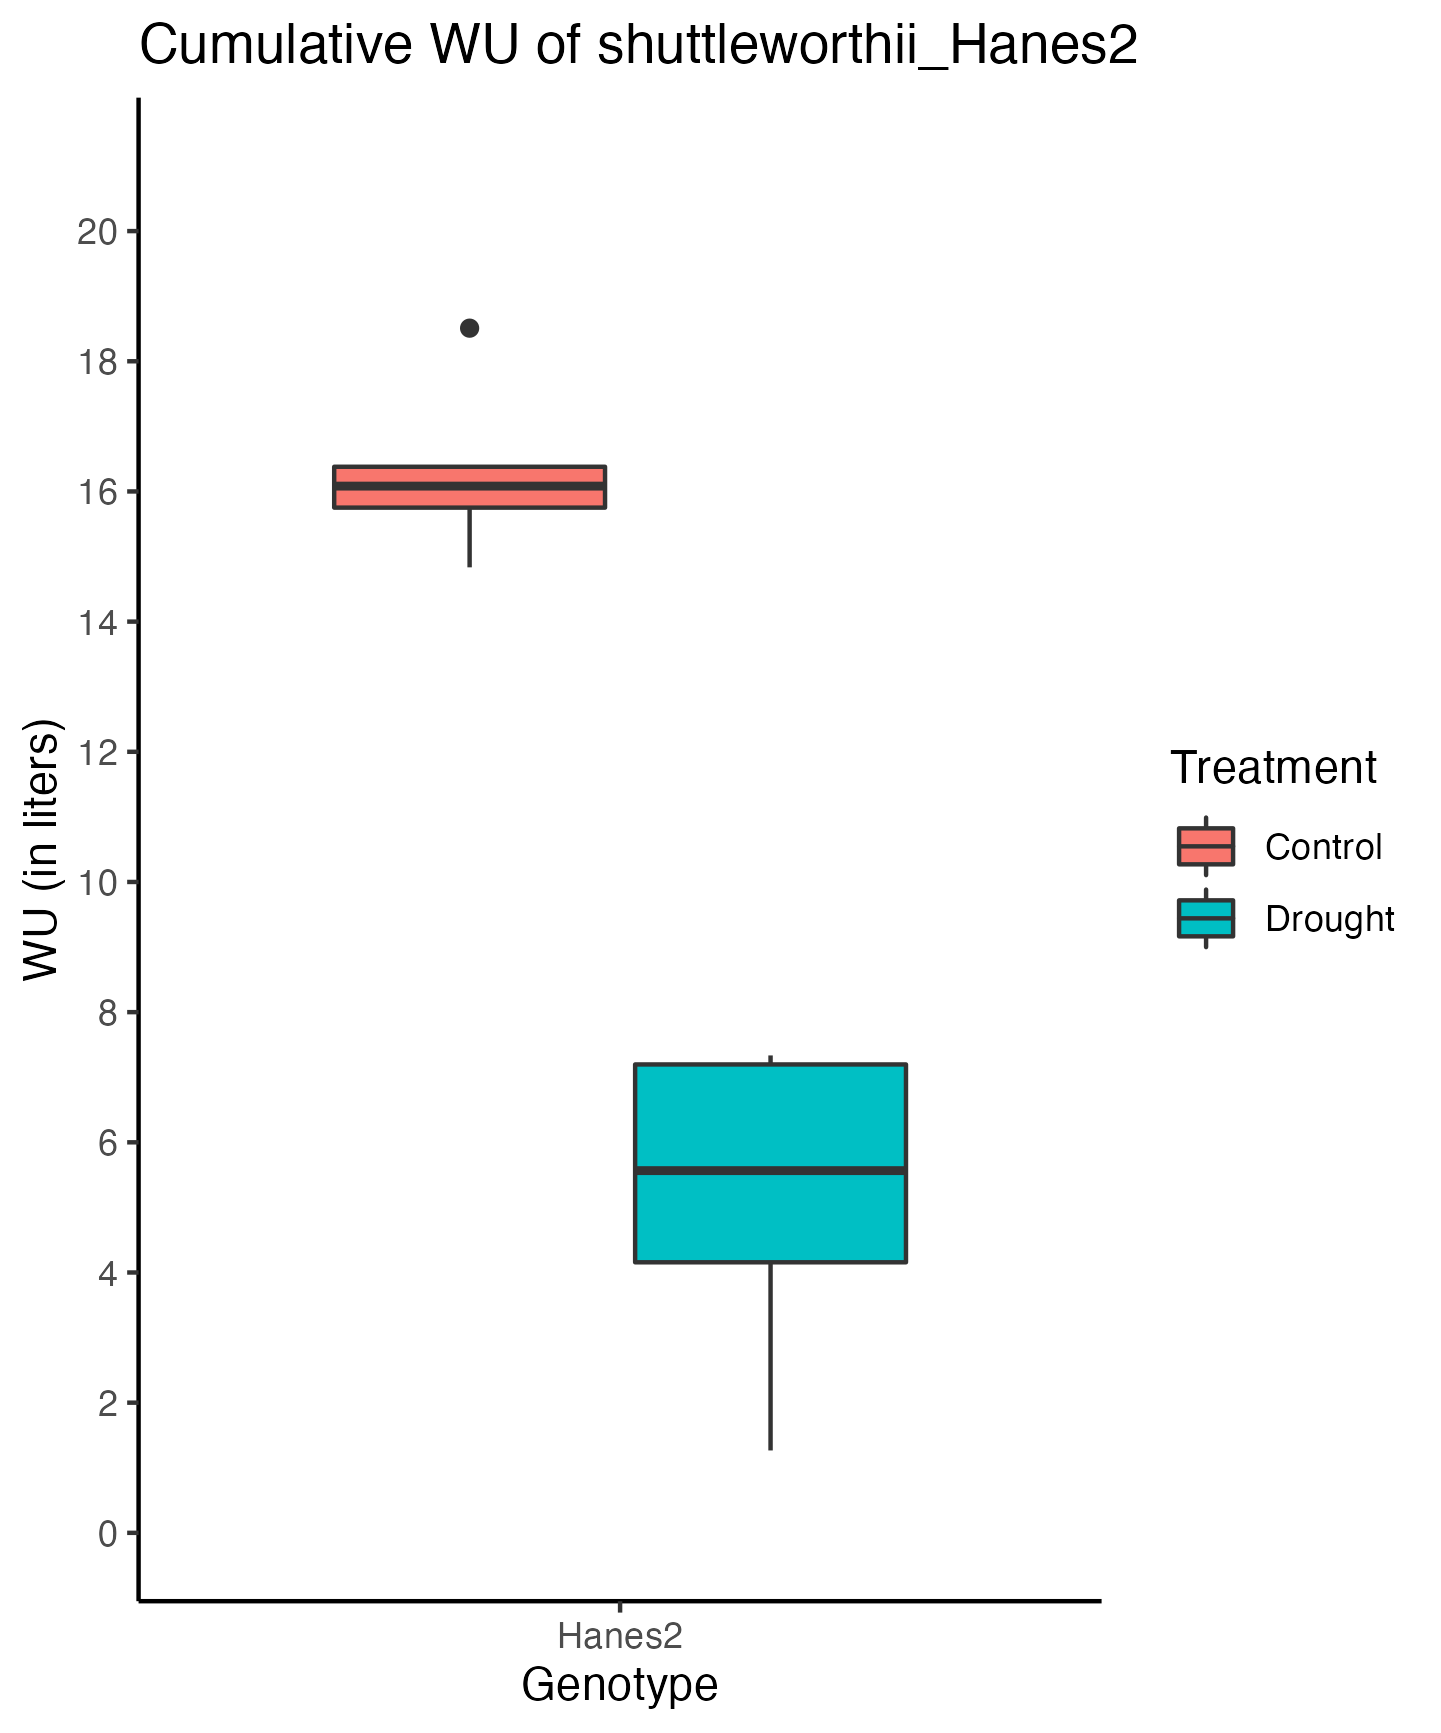 Cumulative WU of shuttleworthii_Hanes2
WU (in liters)
20
18
16
14
12
10
8
6
4
2
0
Hanes2
Genotype
Treatment
Control
Drought